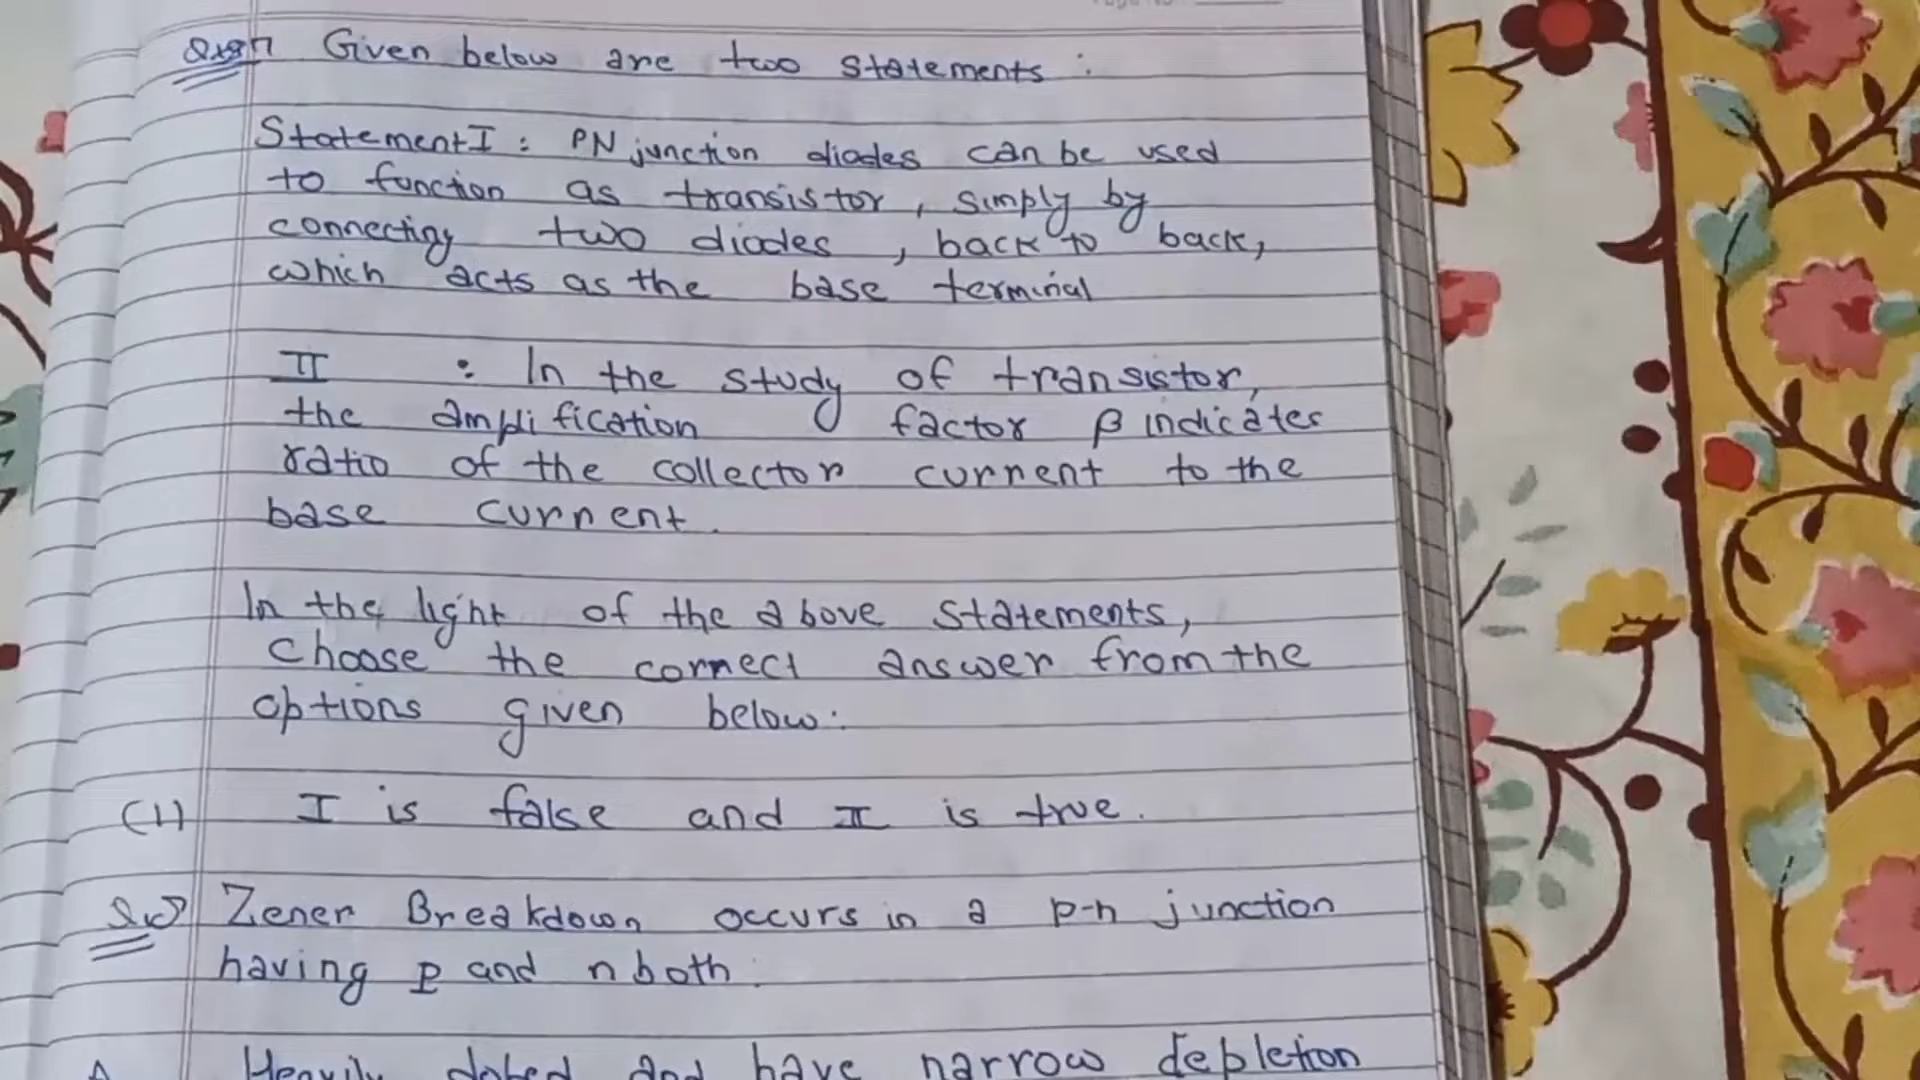 Given below are two statements :
Statement I : PN junction diodes can be used
to function as transistor, simply by
connecting two diodes, back to back,
which acts as the base terminal
II : In the study of transistor,
the amplification factor β indicates
ratio of the collector current to the
base current.
In the light of the above statements,
choose the correct answer from the
options given below:
(1) I is false and II is true.
Zener Breakdown occurs in a p-n junction
having p and n both.
Heavily doped and have narrow depletion